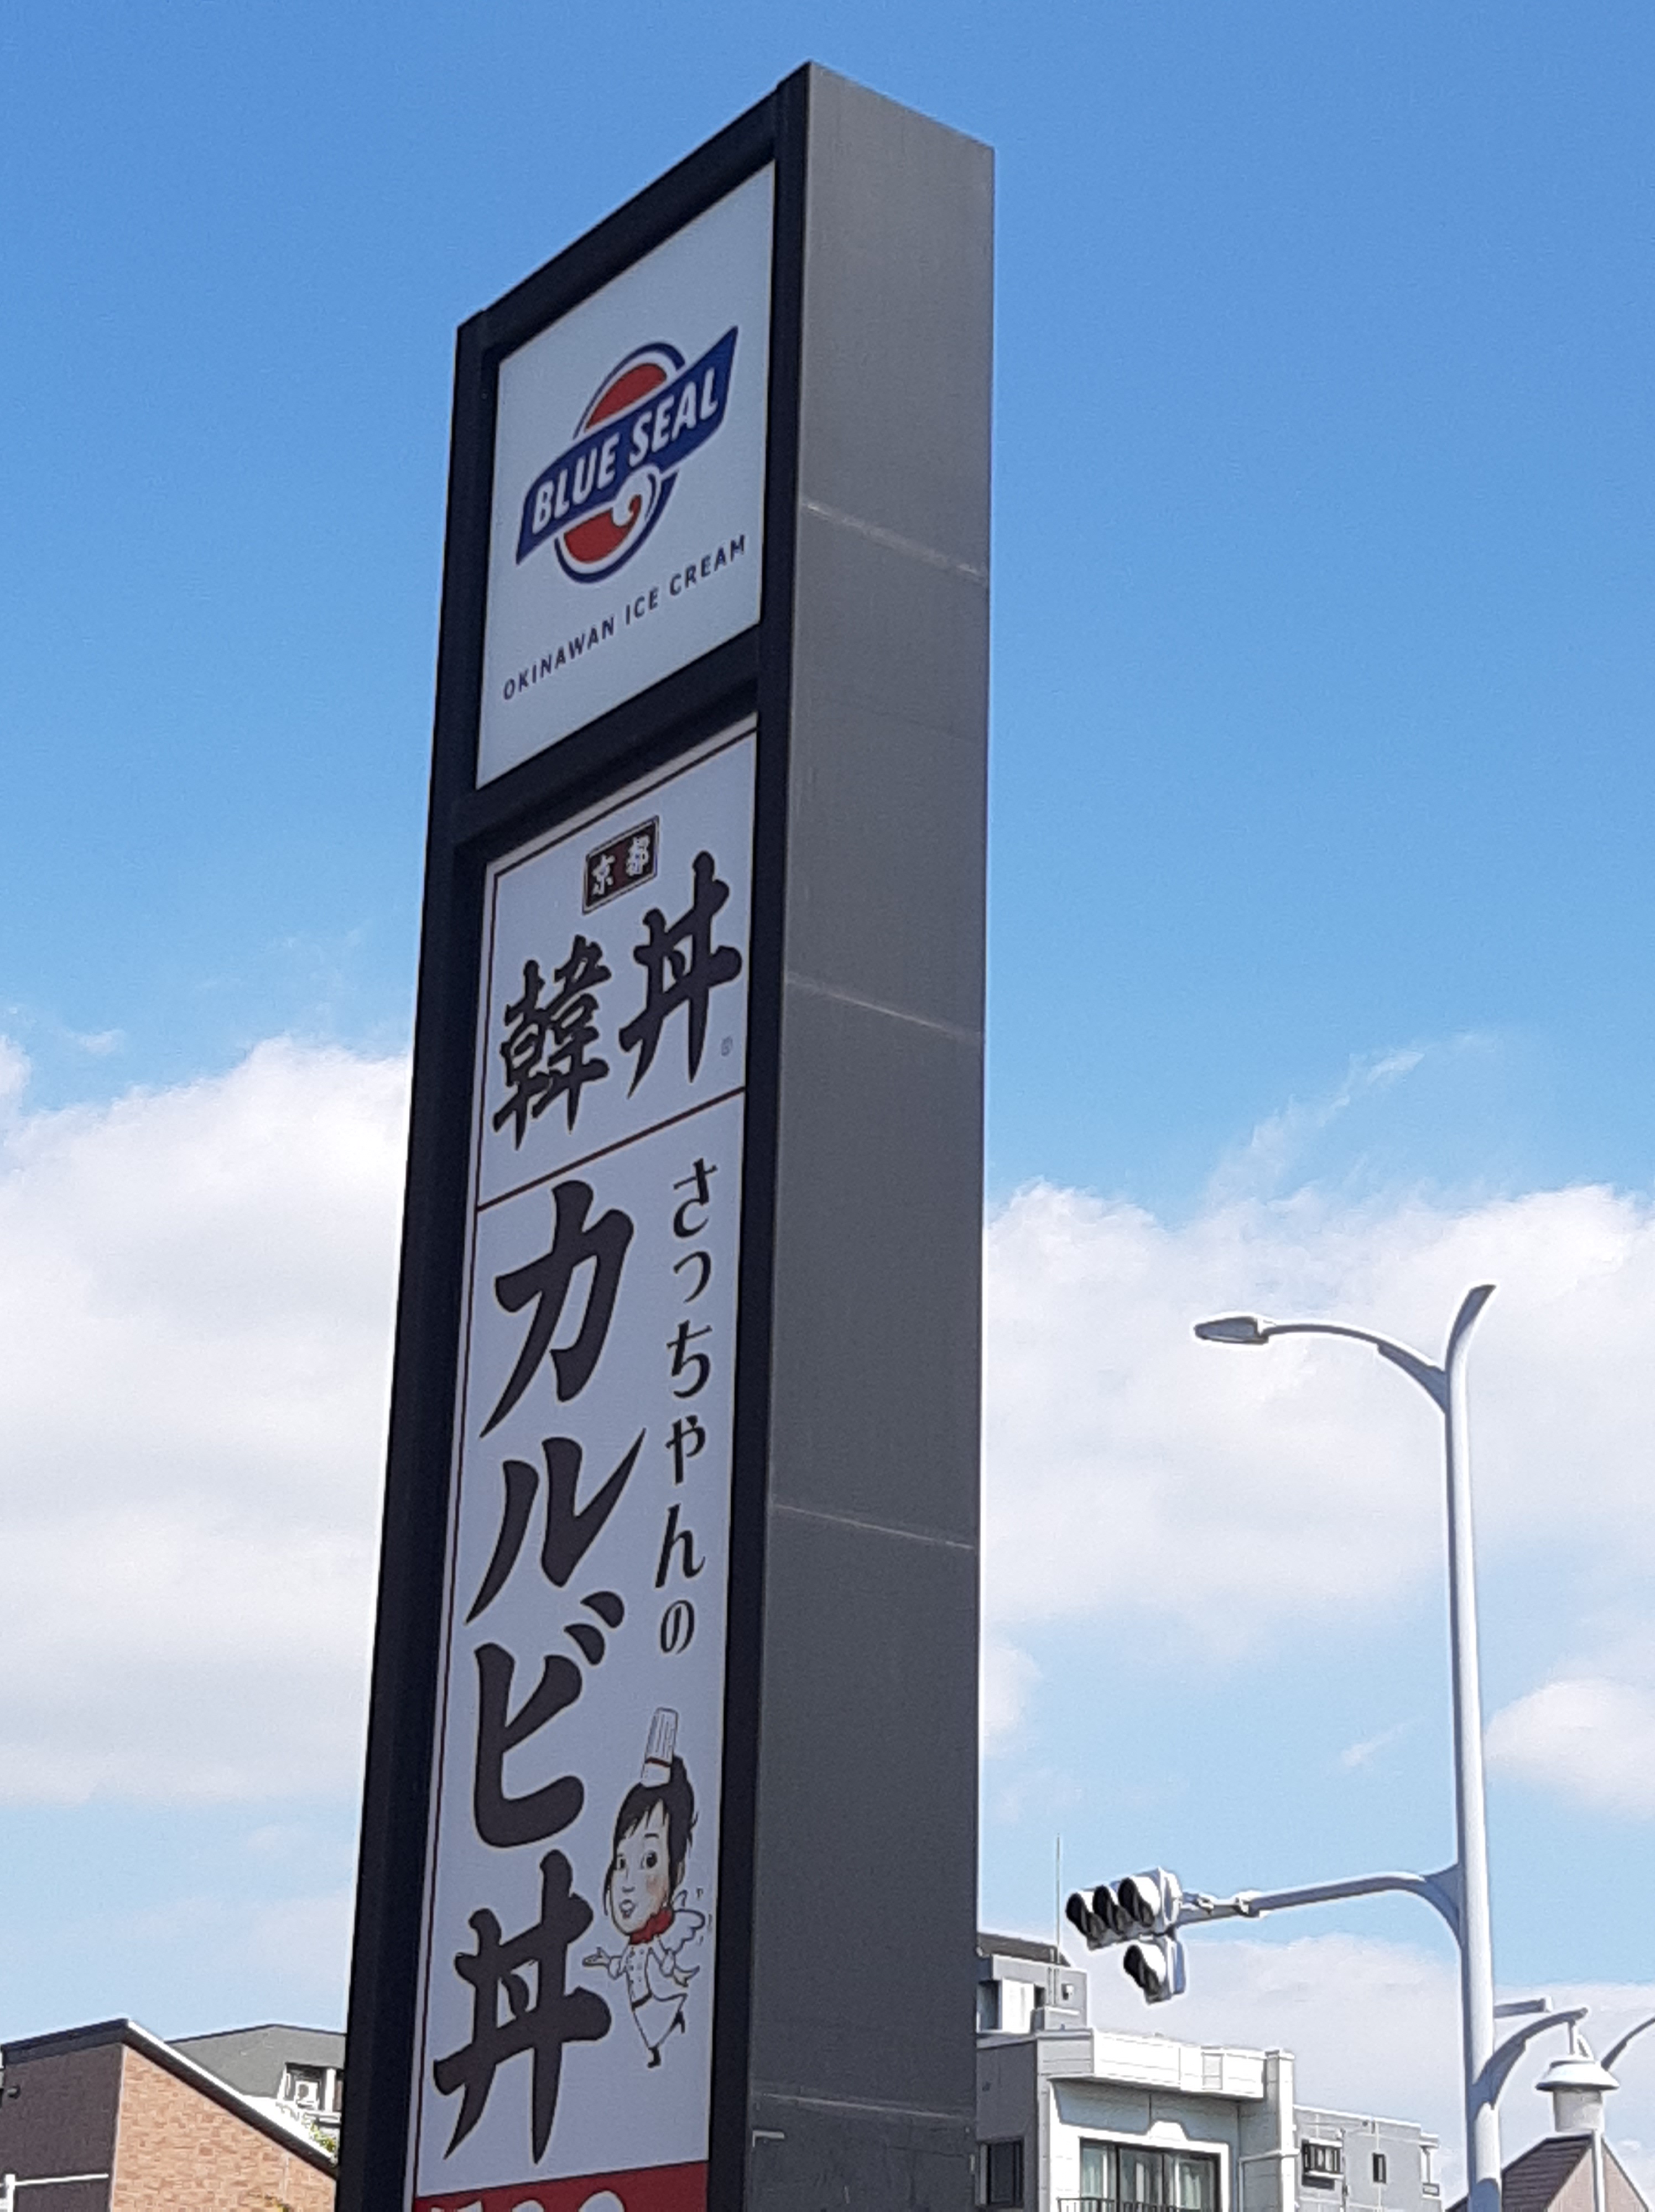 BLUE SEAL
OKINAWAN ICE CREAM
京都
韓丼
さっちゃんの
カルビ丼